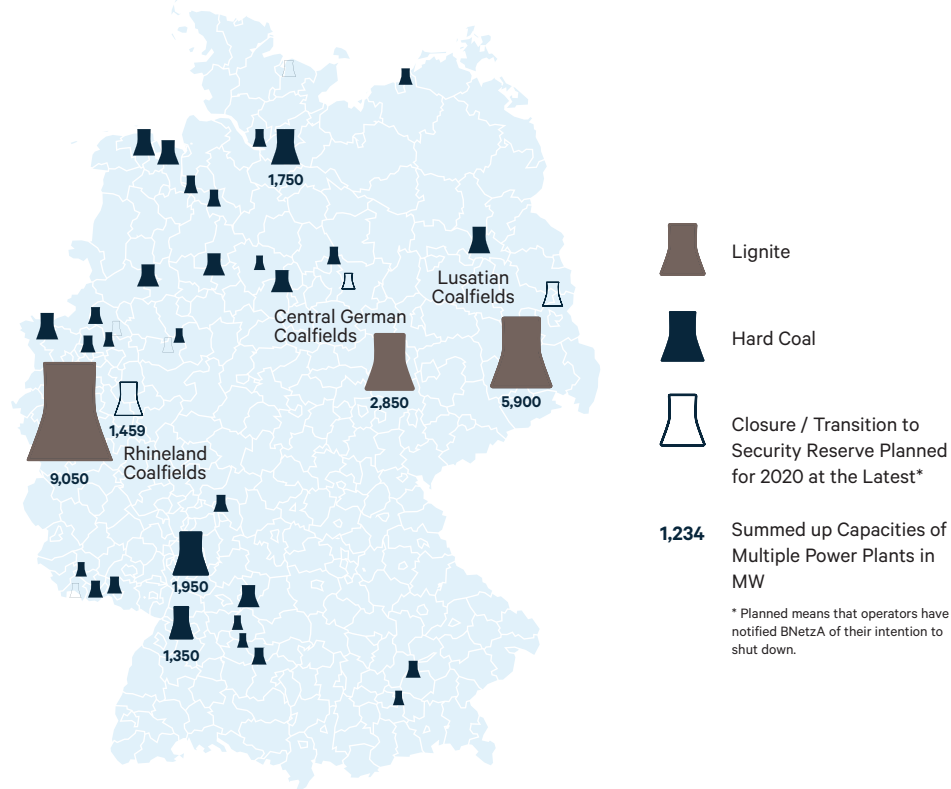 1,750
Lusatian
Coalfields
Central German
Coalfields
2,850
5,900
1,459
Rhineland
Coalfields
9,050
1,950
1,350
Lignite
Hard Coal
Closure / Transition to
Security Reserve Planned
for 2020 at the Latest*
1,234
Summed up Capacities of
Multiple Power Plants in
MW
* Planned means that operators have
notified BNetzA of their intention to
shut down.